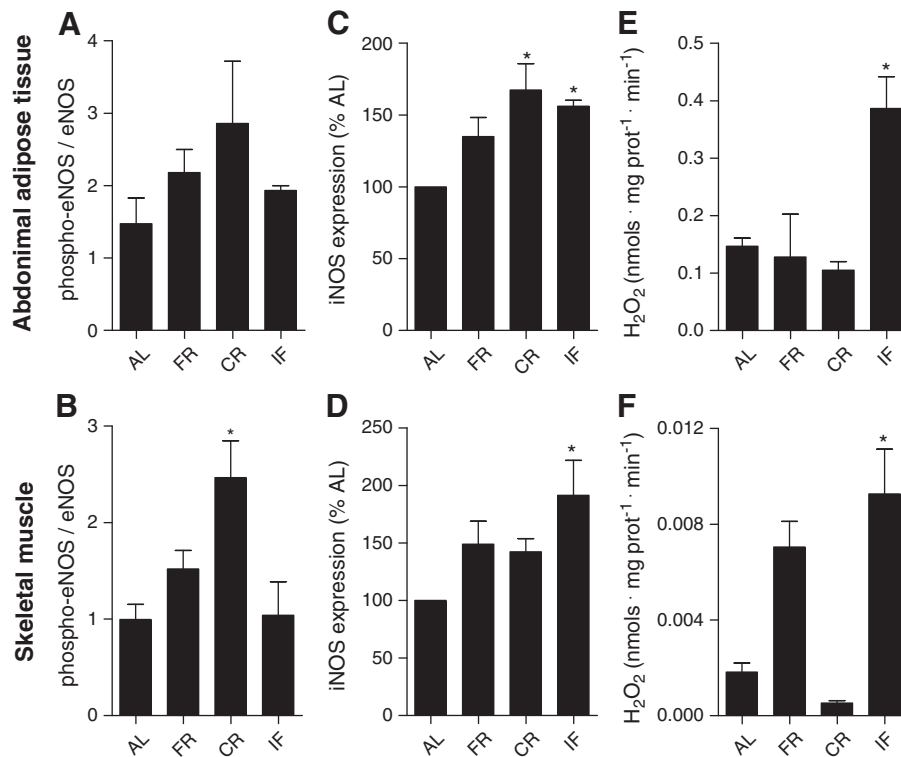 Abdonimal adipose tissue
A
phospho-eNOS / eNOS
4
3
2
1
0
AL FR CR IF
C
iNOS expression (% AL)
200
150
100
50
0
* *
AL FR CR IF
E
H₂O₂ (nmols · mg prot⁻¹ · min⁻¹)
0.5
0.4
0.3
0.2
0.1
0.0
*
AL FR CR IF
Skeletal muscle
B
phospho-eNOS / eNOS
3
2
1
0
*
AL FR CR IF
D
iNOS expression (% AL)
250
200
150
100
50
0
*
AL FR CR IF
F
H₂O₂ (nmols · mg prot⁻¹ · min⁻¹)
0.012
0.008
0.004
0.000
*
AL FR CR IF